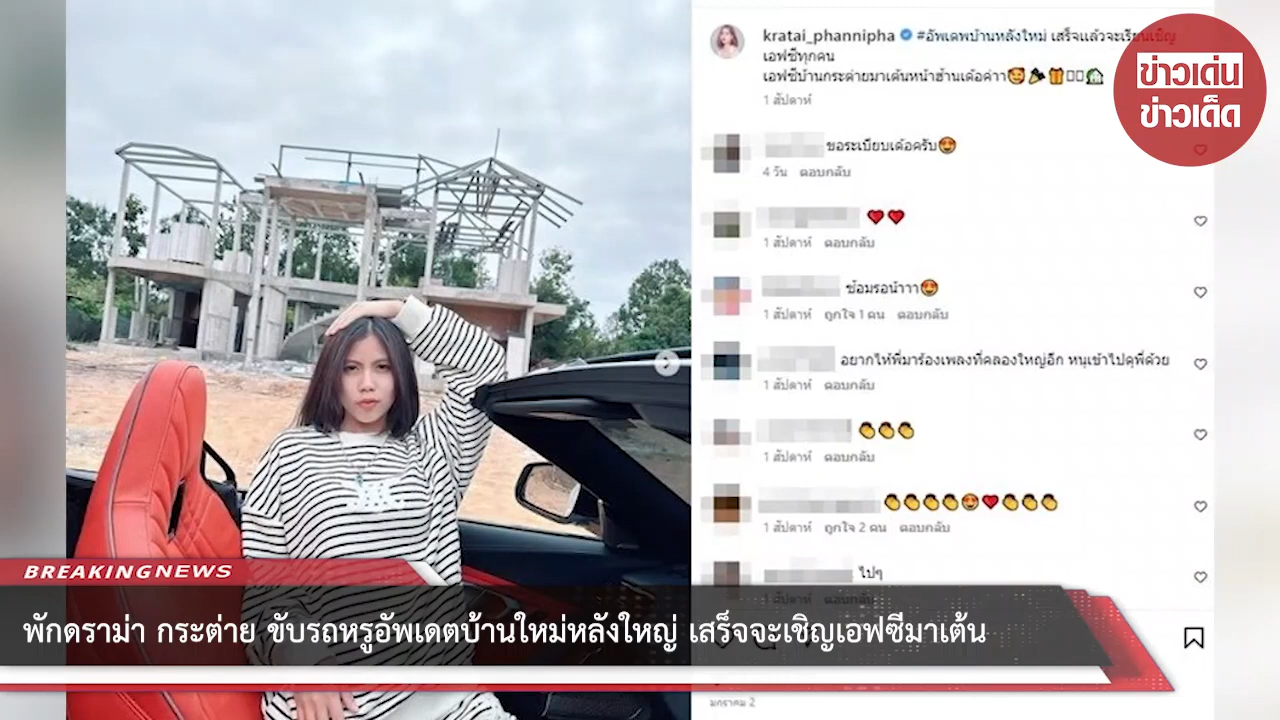 kratai_phannipha #อัพเดพบ้านหลังใหม่ เสร็จแล้วจะเรียนเชิญ
เอฟซีทุกคน
เอฟซีบ้านกระต่ายมาเต้นหน้าฮ้านเด้อค่าา🥰🎉🎁🏠
1 สัปดาห์
ข่าวเด่น
ข่าวเด็ด
ขอระเบียบเด้อครับ😍
4 วัน ตอบกลับ
❤️❤️
1 สัปดาห์ ตอบกลับ
ซ้อมรอน้าาา😍
1 สัปดาห์ ถูกใจ 1 คน ตอบกลับ
อยากให้พี่มาร้องเพลงที่คลองใหญ่อีก หนูเข้าไปดูพี่ด้วย
1 สัปดาห์ ตอบกลับ
👏👏👏
1 สัปดาห์ ตอบกลับ
👏👏👏👏😍❤️👏👏👏
1 สัปดาห์ ถูกใจ 2 คน ตอบกลับ
ไปๆ
BREAKINGNEWS
พักดราม่า กระต่าย ขับรถหรูอัพเดตบ้านใหม่หลังใหญ่ เสร็จจะเชิญเอฟซีมาเต้น
มกราคม 2